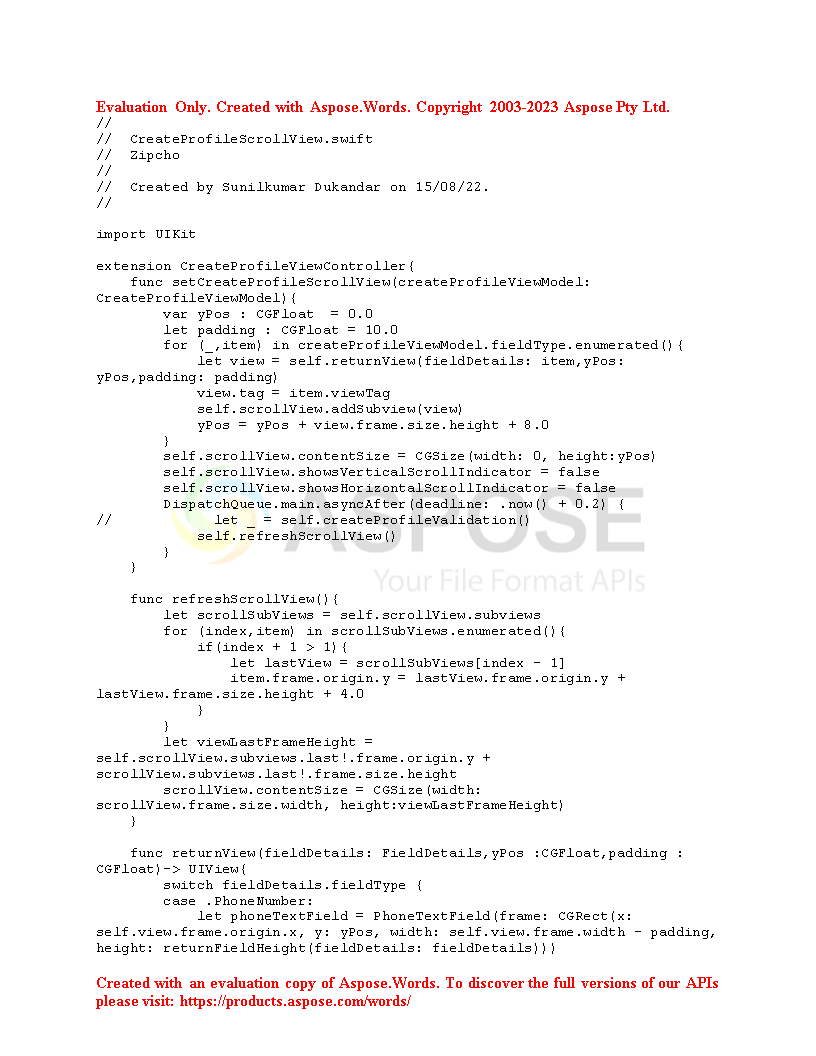 Evaluation Only. Created with Aspose.Words. Copyright 2003-2023 Aspose Pty Ltd.
//
//  CreateProfileScrollView.swift
//  Zipcho
//
//  Created by Sunilkumar Dukandar on 15/08/22.
//

import UIKit

extension CreateProfileViewController{
    func setCreateProfileScrollView(createProfileViewModel:
CreateProfileViewModel){
        var yPos : CGFloat  = 0.0
        let padding : CGFloat = 10.0
        for (_,item) in createProfileViewModel.fieldType.enumerated(){
            let view = self.returnView(fieldDetails: item,yPos:
yPos,padding: padding)
            view.tag = item.viewTag
            self.scrollView.addSubview(view)
            yPos = yPos + view.frame.size.height + 8.0
        }
        self.scrollView.contentSize = CGSize(width: 0, height:yPos)
        self.scrollView.showsVerticalScrollIndicator = false
        self.scrollView.showsHorizontalScrollIndicator = false
        DispatchQueue.main.asyncAfter(deadline: .now() + 0.2) {
//            let _ = self.createProfileValidation()
            self.refreshScrollView()
        }
    }
ASPOSE
Your File Format APIs

    func refreshScrollView(){
        let scrollSubViews = self.scrollView.subviews
        for (index,item) in scrollSubViews.enumerated(){
            if(index + 1 > 1){
                let lastView = scrollSubViews[index - 1]
                item.frame.origin.y = lastView.frame.origin.y +
lastView.frame.size.height + 4.0
            }
        }
        let viewLastFrameHeight =
self.scrollView.subviews.last!.frame.origin.y +
scrollView.subviews.last!.frame.size.height
        scrollView.contentSize = CGSize(width:
scrollView.frame.size.width, height:viewLastFrameHeight)
    }

    func returnView(fieldDetails: FieldDetails,yPos :CGFloat,padding :
CGFloat)-> UIView{
        switch fieldDetails.fieldType {
        case .PhoneNumber:
            let phoneTextField = PhoneTextField(frame: CGRect(x:
self.view.frame.origin.x, y: yPos, width: self.view.frame.width - padding,
height: returnFieldHeight(fieldDetails: fieldDetails)))

Created with an evaluation copy of Aspose.Words. To discover the full versions of our APIs
please visit: https://products.aspose.com/words/